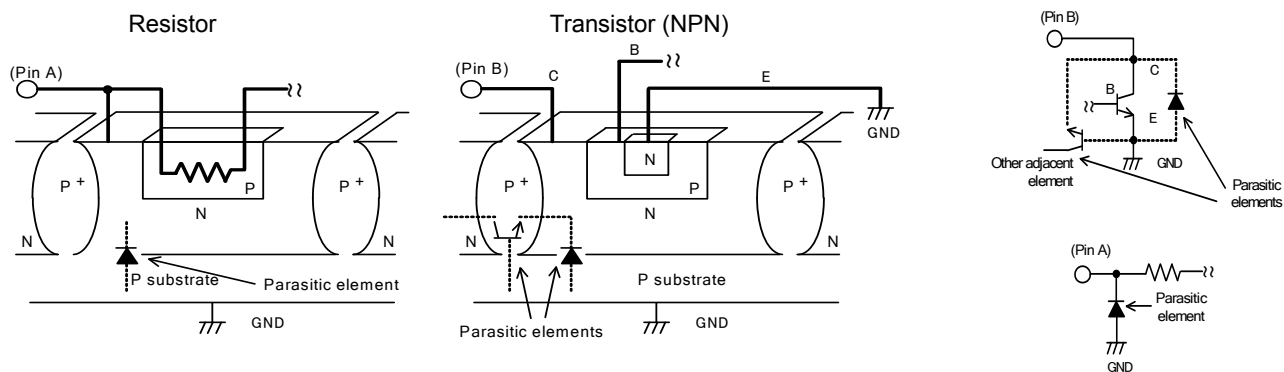 Resistor
(Pin A)
P+
P
P+
N
N
N
P substrate
Parasitic element
GND
Transistor (NPN)
B
(Pin B)
C
E
GND
N
P+
P
P+
N
N
N
P substrate
GND
Parasitic elements
(Pin B)
C
B
E
Other adjacent
element
GND
Parasitic
elements
(Pin A)
Parasitic
element
GND